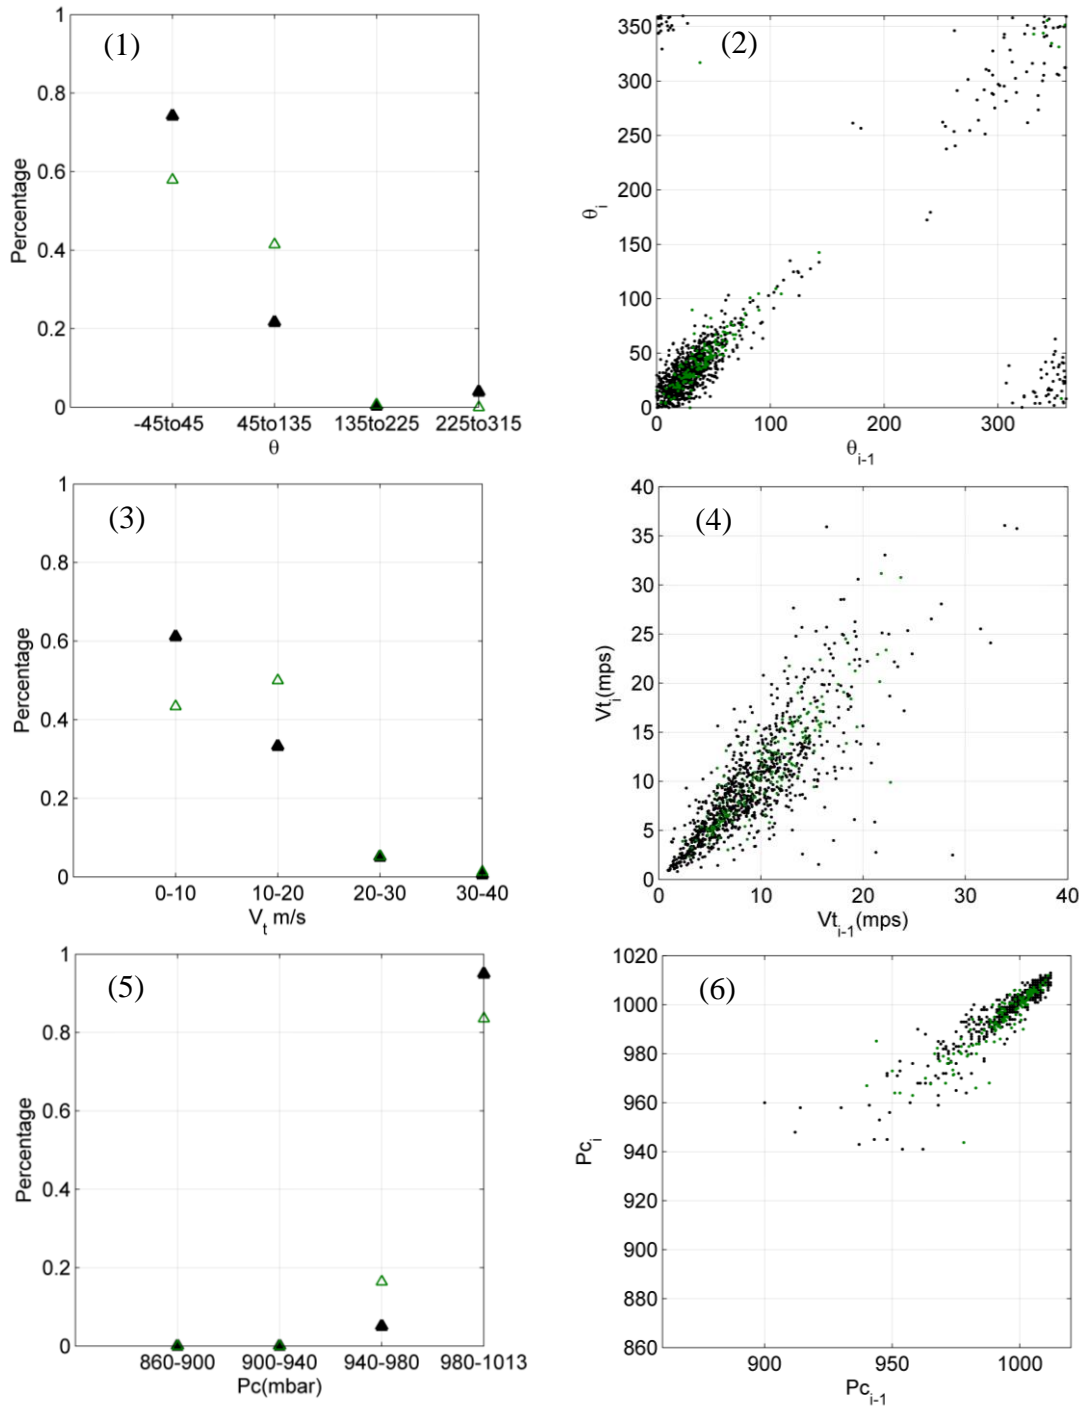 (1)
1
0.8
0.6
0.4
0.2
0
Percentage
-45to45 45to135 135to225 225to315
θ
(2)
350
300
250
200
150
100
50
0
θi
0 100 200 300
θi-1
(3)
1
0.8
0.6
0.4
0.2
0
Percentage
0-10 10-20 20-30 30-40
Vt m/s
(4)
40
35
30
25
20
15
10
5
0
Vti(mps)
0 10 20 30 40
Vti-1(mps)
(5)
1
0.8
0.6
0.4
0.2
0
Percentage
860-900 900-940 940-980 980-1013
Pc(mbar)
(6)
1020
1000
980
960
940
920
900
880
860
Pci
900 950 1000
Pci-1